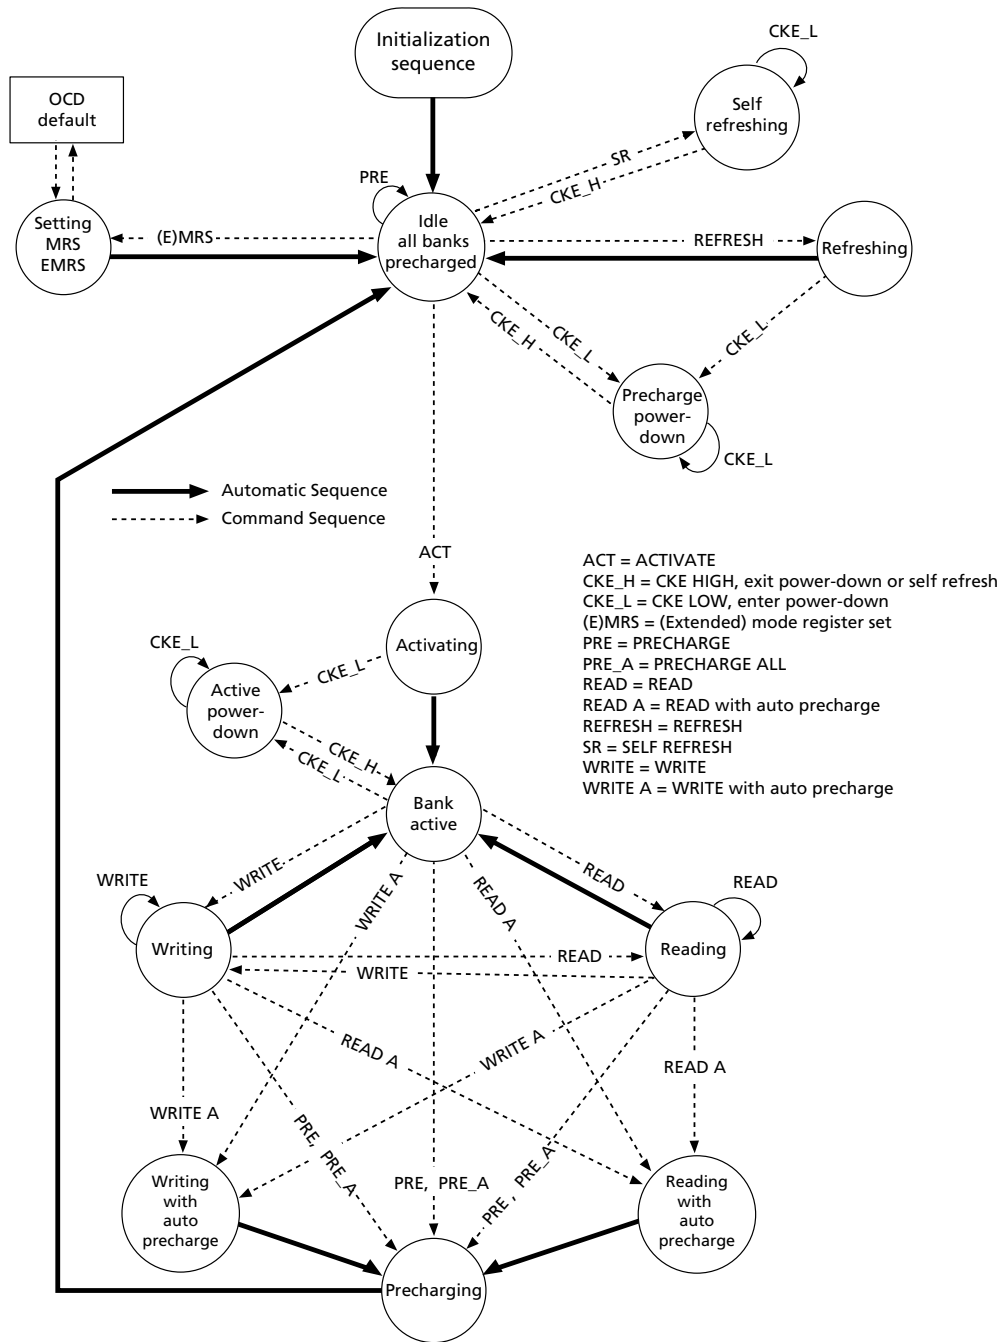 Initialization
sequence
CKE_L
OCD
default
Self
refreshing
SR
CKE_H
PRE
Setting
MRS
EMRS
(E)MRS
Idle
all banks
precharged
REFRESH
Refreshing
CKE_L
CKE_H
CKE_L
Precharge
power-
down
CKE_L
Automatic Sequence
Command Sequence
ACT
ACT = ACTIVATE
CKE_H = CKE HIGH, exit power-down or self refresh
CKE_L = CKE LOW, enter power-down
(E)MRS = (Extended) mode register set
PRE = PRECHARGE
PRE_A = PRECHARGE ALL
READ = READ
READ A = READ with auto precharge
REFRESH = REFRESH
SR = SELF REFRESH
WRITE = WRITE
WRITE A = WRITE with auto precharge
Activating
CKE_L
CKE_L
Active
power-
down
CKE_H
CKE_L
Bank
active
WRITE
READ
WRITE
WRITE A
READ A
READ
Writing
READ
WRITE
Reading
READ A
WRITE A
READ A
WRITE A
PRE, PRE_A
PRE, PRE_A
PRE, PRE_A
Writing
with
auto
precharge
Reading
with
auto
precharge
Precharging